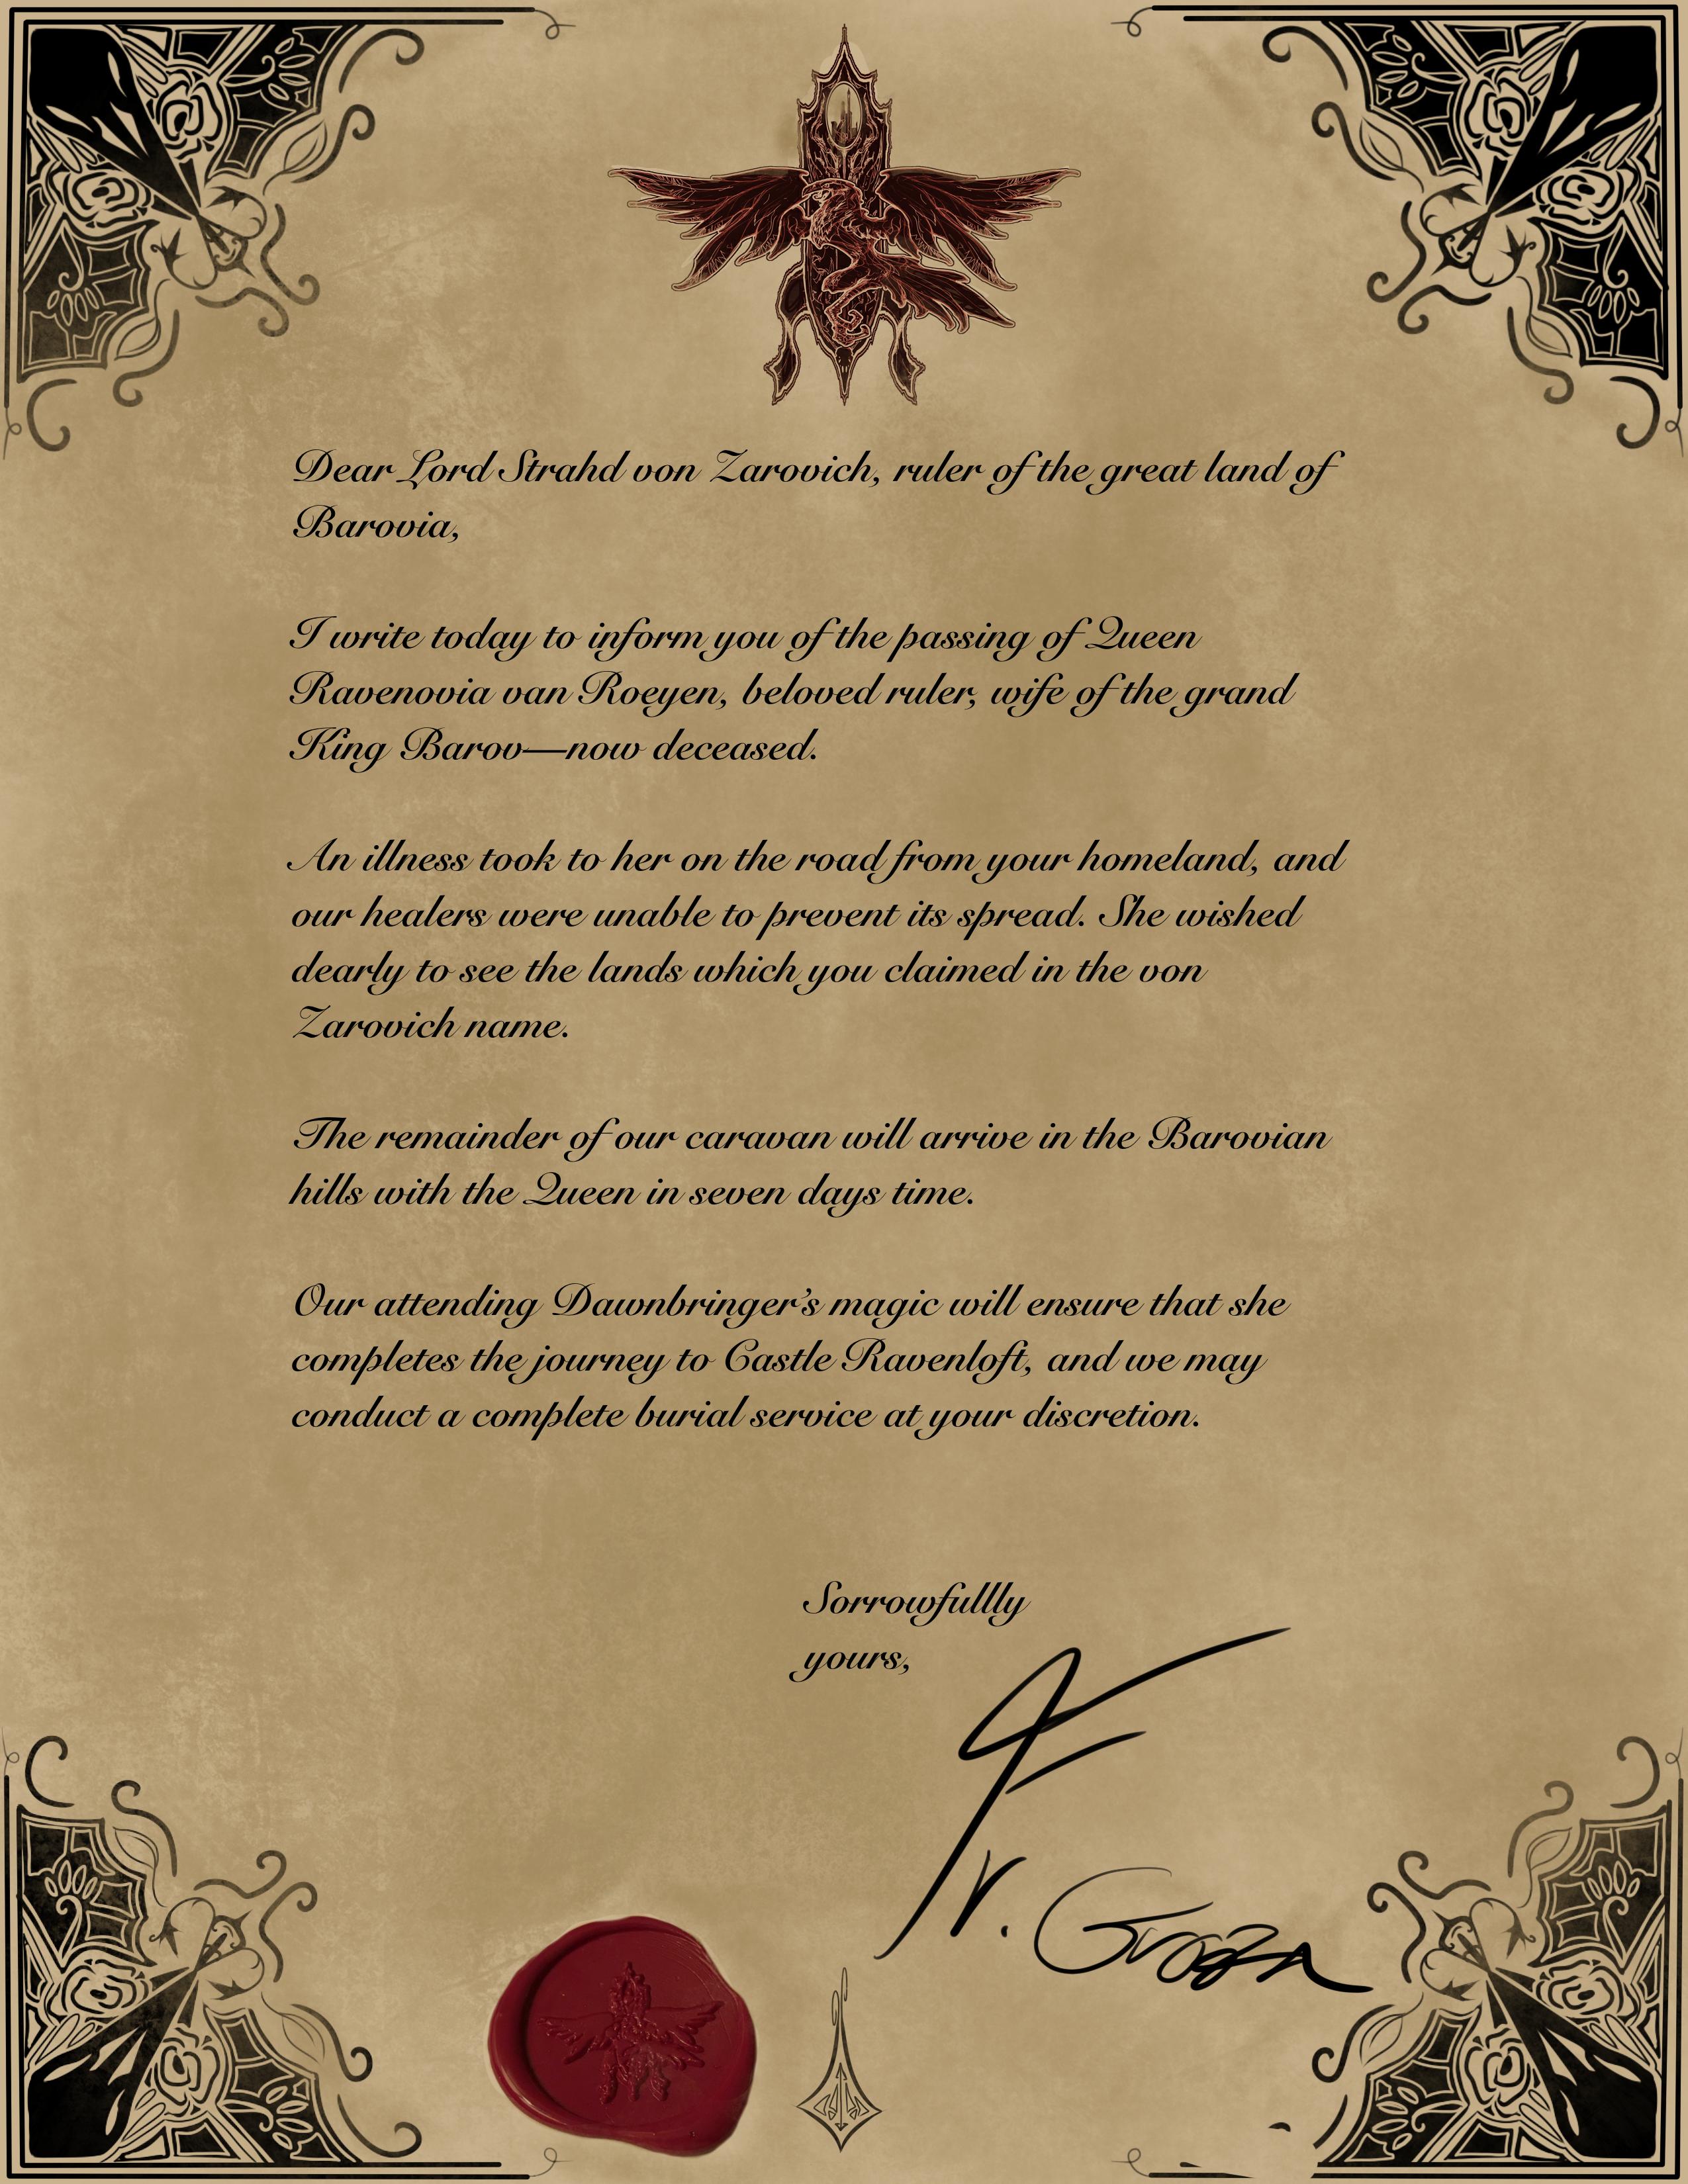 Dear Lord Strahd von Zarovich, ruler of the great land of
Barovia,
I write today to inform you of the passing of Queen
Ravenovia van Roeyen, beloved ruler, wife of the grand
King Barov—now deceased.
An illness took to her on the road from your homeland, and
our healers were unable to prevent its spread. She wished
dearly to see the lands which you claimed in the von
Zarovich name.
The remainder of our caravan will arrive in the Barovian
hills with the Queen in seven days time.
Our attending Dawnbringer's magic will ensure that she
completes the journey to Castle Ravenloft, and we may
conduct a complete burial service at your discretion.
Sorrowfullly
yours,